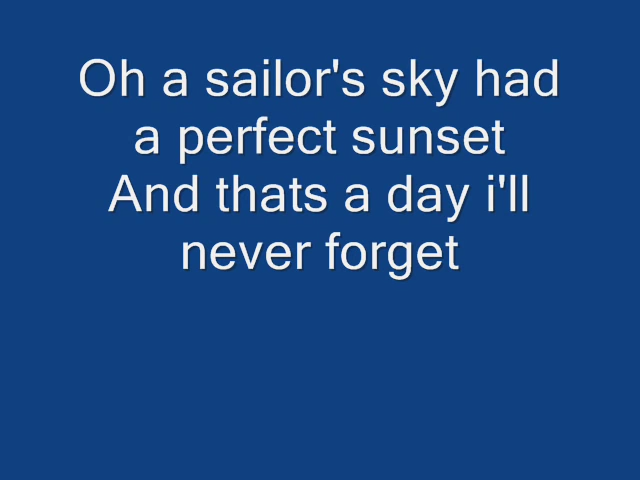 Oh a sailor's sky had
a perfect sunset
And thats a day i'll
never forget